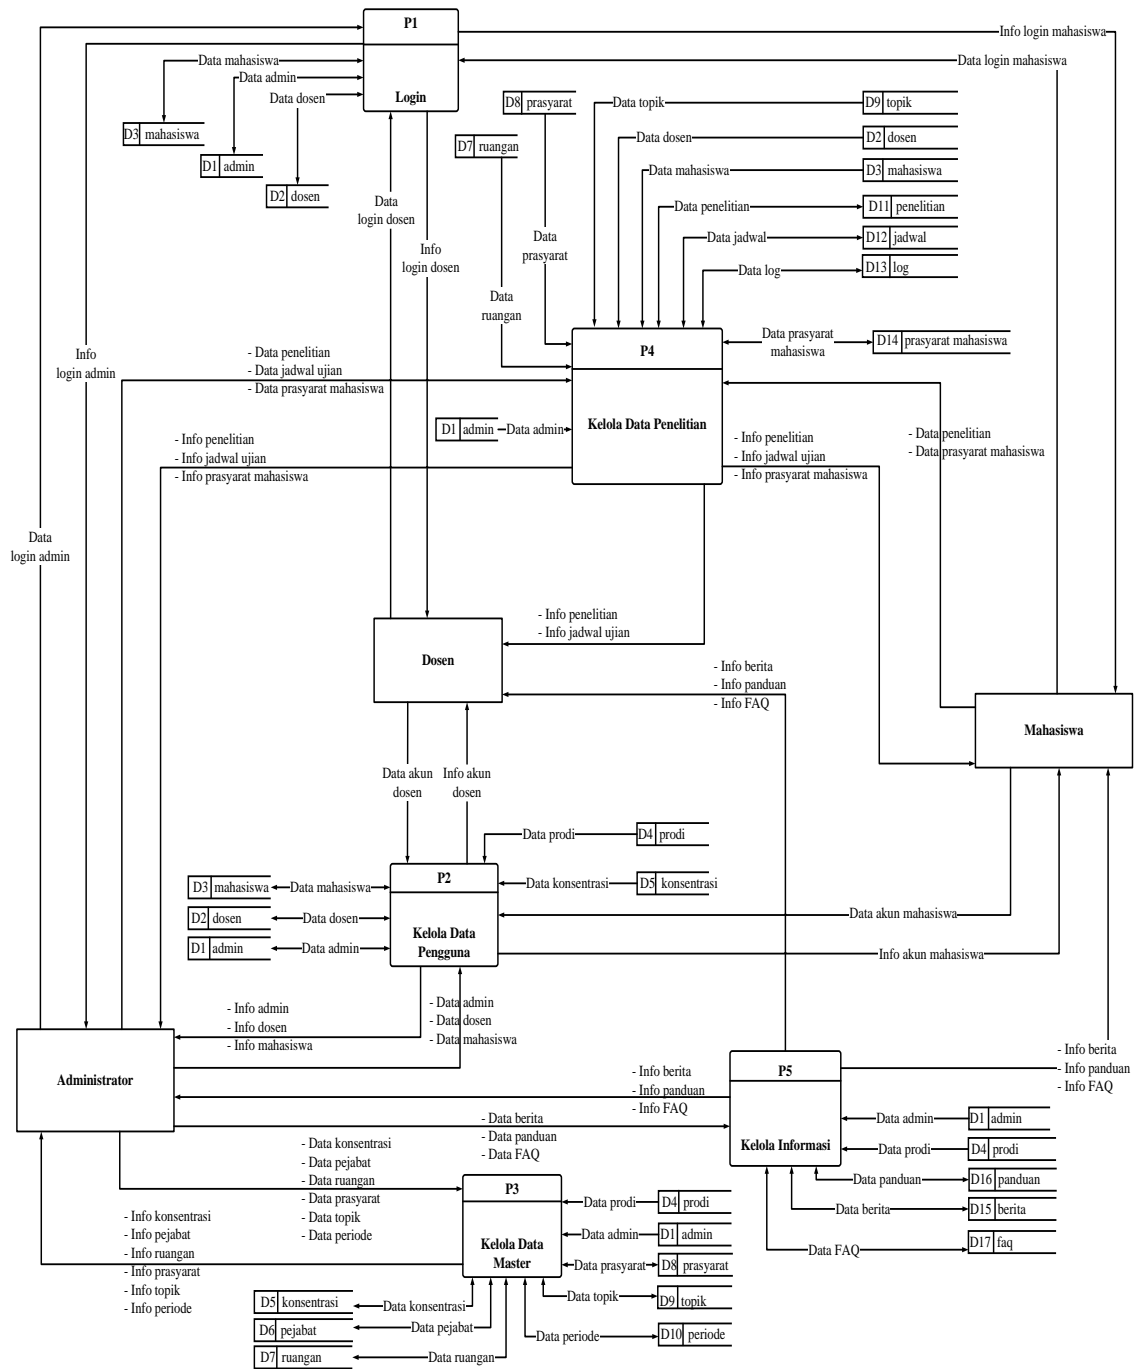 P1
Login
Info login mahasiswa
Data login mahasiswa
Data mahasiswa
Data admin
Data dosen
D3 mahasiswa
D1 admin
D2 dosen
D8 prasyarat
D7 ruangan
Data topik
D9 topik
Data dosen
D2 dosen
Data mahasiswa
D3 mahasiswa
Data penelitian
D11 penelitian
Data jadwal
D12 jadwal
Data log
D13 log
Data
login dosen
Info
login dosen
Data
prasyarat
Data
ruangan
Info
login admin
- Data penelitian
- Data jadwal ujian
- Data prasyarat mahasiswa
P4
Kelola Data Penelitian
Data prasyarat
mahasiswa
D14 prasyarat mahasiswa
D1 admin
Data admin
- Info penelitian
- Info jadwal ujian
- Info prasyarat mahasiswa
- Info penelitian
- Info jadwal ujian
- Info prasyarat mahasiswa
- Data penelitian
- Data prasyarat mahasiswa
Data
login admin
- Info penelitian
- Info jadwal ujian
Dosen
- Info berita
- Info panduan
- Info FAQ
Mahasiswa
Data akun
dosen
Info akun
dosen
Data prodi
D4 prodi
P2
Kelola Data
Pengguna
Data konsentrasi
D5 konsentrasi
D3 mahasiswa
Data mahasiswa
D2 dosen
Data dosen
D1 admin
Data admin
Data akun mahasiswa
Info akun mahasiswa
- Info admin
- Info dosen
- Info mahasiswa
- Data admin
- Data dosen
- Data mahasiswa
Administrator
- Info berita
- Info panduan
- Info FAQ
P5
Kelola Informasi
- Info berita
- Info panduan
- Info FAQ
- Data berita
- Data panduan
- Data FAQ
Data admin
D1 admin
Data prodi
D4 prodi
Data panduan
D16 panduan
Data berita
D15 berita
Data FAQ
D17 faq
- Data konsentrasi
- Data pejabat
- Data ruangan
- Data prasyarat
- Data topik
- Data periode
- Info konsentrasi
- Info pejabat
- Info ruangan
- Info prasyarat
- Info topik
- Info periode
P3
Kelola Data
Master
Data prodi
D4 prodi
Data admin
D1 admin
Data prasyarat
D8 prasyarat
Data topik
D9 topik
Data periode
D10 periode
D5 konsentrasi
Data konsentrasi
D6 pejabat
Data pejabat
D7 ruangan
Data ruangan